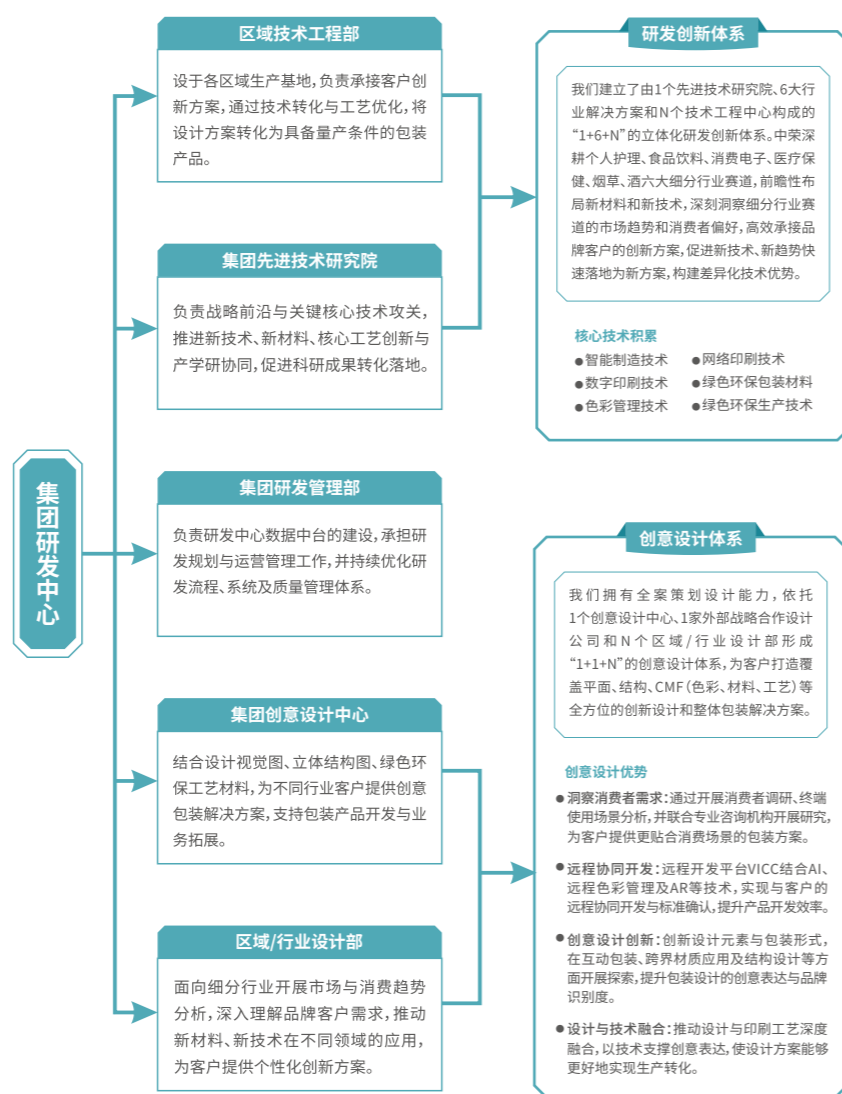 集团研发中心
区域技术工程部
设于各区域生产基地，负责承接客户创
新方案，通过技术转化与工艺优化，将
设计方案转化为具备量产条件的包装
产品。
集团先进技术研究院
负责战略前沿与关键核心技术攻关，
推进新技术、新材料、核心工艺创新与
产学研协同，促进科研成果转化落地。
集团研发管理部
负责研发中心数据中台的建设，承担研
发规划与运营管理工作，并持续优化研
发流程、系统及质量管理体系。
集团创意设计中心
结合设计视觉图、立体结构图、绿色环
保工艺材料，为不同行业客户提供创意
包装解决方案，支持包装产品开发与业
务拓展。
区域/行业设计部
面向细分行业开展市场与消费趋势
分析，深入理解品牌客户需求，推动
新材料、新技术在不同领域的应用，
为客户提供个性化创新方案。
研发创新体系
我们建立了由1个先进技术研究院、6大行
业解决方案和N个技术工程中心构成的
“1+6+N”的立体化研发创新体系。中荣深
耕个人护理、食品饮料、消费电子、医疗保
健、烟草、酒六大细分行业赛道，前瞻性布
局新材料和新技术，深刻洞察细分行业赛
道的市场趋势和消费者偏好，高效承接品
牌客户的创新方案，促进新技术、新趋势快
速落地为新方案，构建差异化技术优势。
核心技术积累
●智能制造技术 ●网络印刷技术
●数字印刷技术 ●绿色环保包装材料
●色彩管理技术 ●绿色环保生产技术
创意设计体系
我们拥有全案策划设计能力，依托
1个创意设计中心、1家外部战略合作设计
公司和N个区域/行业设计部形成
“1+1+N”的创意设计体系，为客户打造覆
盖平面、结构、CMF（色彩、材料、工艺）等
全方位的创新设计和整体包装解决方案。
创意设计优势
●洞察消费者需求：通过开展消费者调研、终端
使用场景分析，并联合专业咨询机构开展研究，
为客户提供更贴合消费场景的包装方案。
●远程协同开发：远程开发平台VICC结合AI、
远程色彩管理及AR等技术，实现与客户的
远程协同开发与标准确认，提升产品开发效率。
●创意设计创新：创新设计元素与包装形式，
在互动包装、跨界材质应用及结构设计等方
面开展探索，提升包装设计的创意表达与品牌
识别度。
●设计与技术融合：推动设计与印刷工艺深度
融合，以技术支撑创意表达，使设计方案能够
更好地实现生产转化。